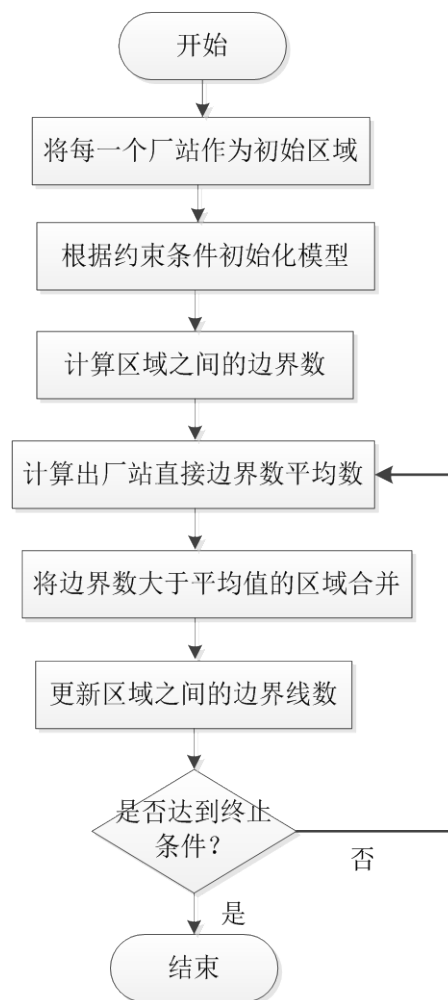 开始
将每一个厂站作为初始区域
根据约束条件初始化模型
计算区域之间的边界数
计算出厂站直接边界数平均数
将边界数大于平均值的区域合并
更新区域之间的边界线数
是否达到终止
条件？
否
是
结束